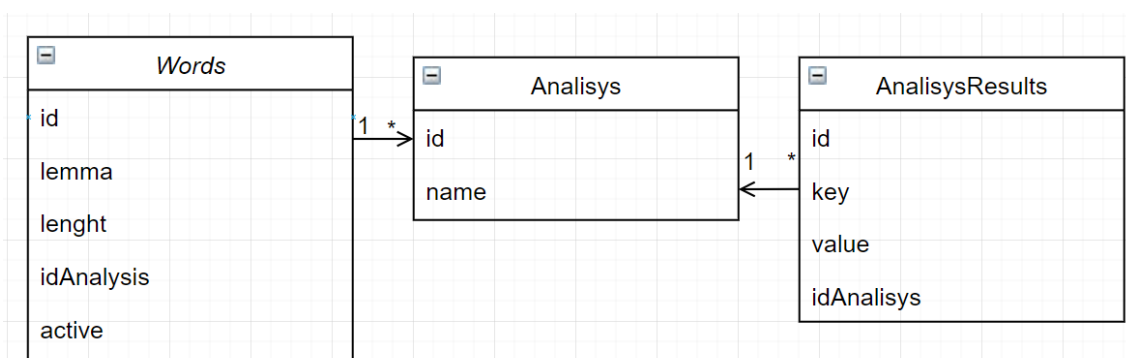 Words
id
lemma
lenght
idAnalysis
active
1 *
Analisys
id
name
1 *
AnalisysResults
id
key
value
idAnalisys